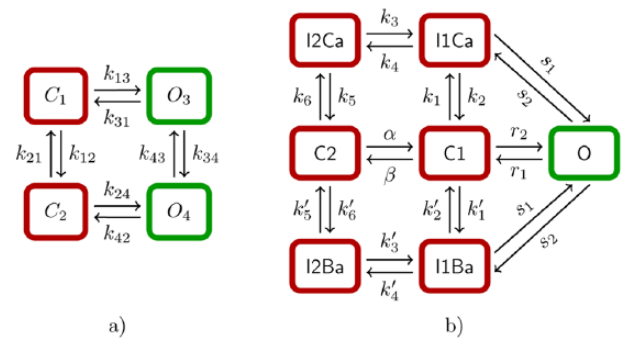 k₁₃
C₁ O₃
k₃₁
k₂₁ k₁₂ k₄₃ k₃₄
k₂₄
C₂ O₄
k₄₂
a)
k₃
I2Ca I1Ca
k₄
s₁
s₂
k₆ k₅ k₁ k₂
α r₂
C2 C1 O
β r₁
k′₅ k′₆ k′₂ k′₁
s₁
s₂
k′₃
I2Ba I1Ba
k′₄
b)